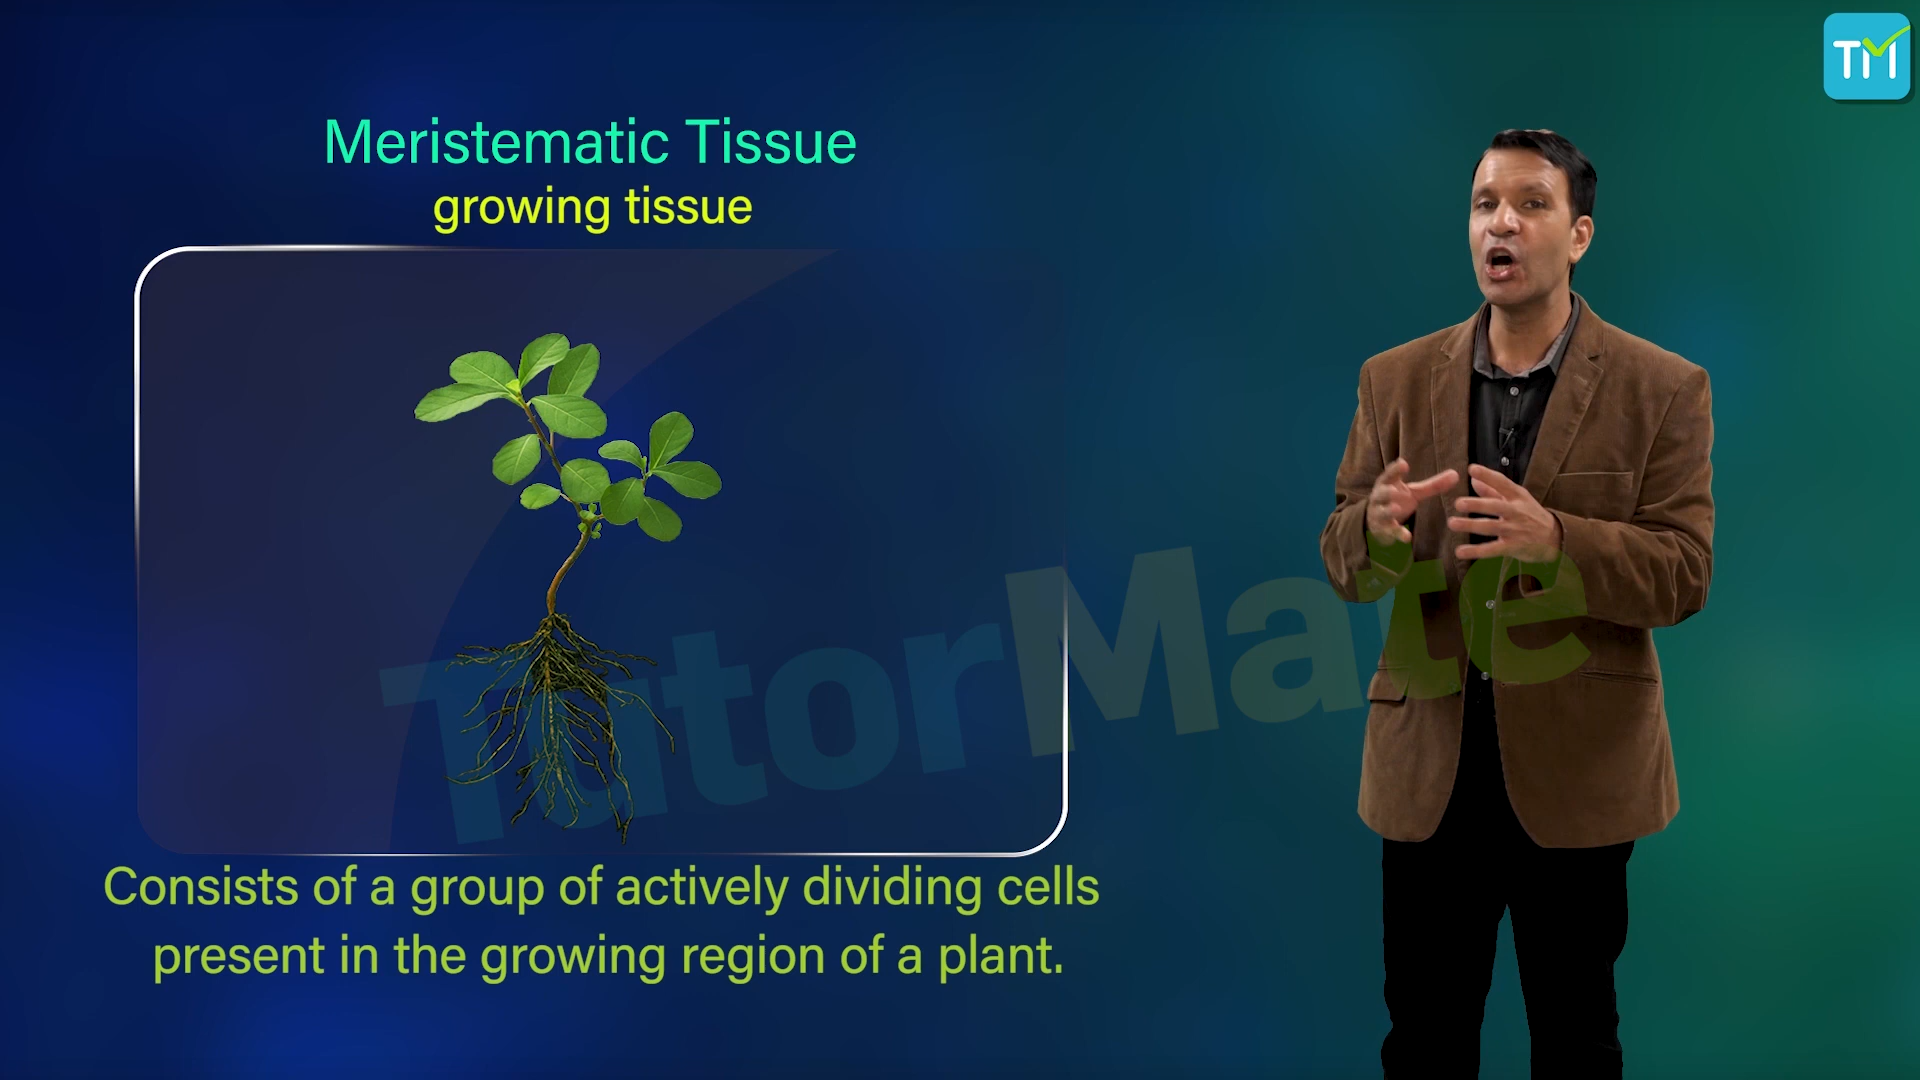 TM
Meristematic Tissue
growing tissue
TutorMate
Consists of a group of actively dividing cells
present in the growing region of a plant.